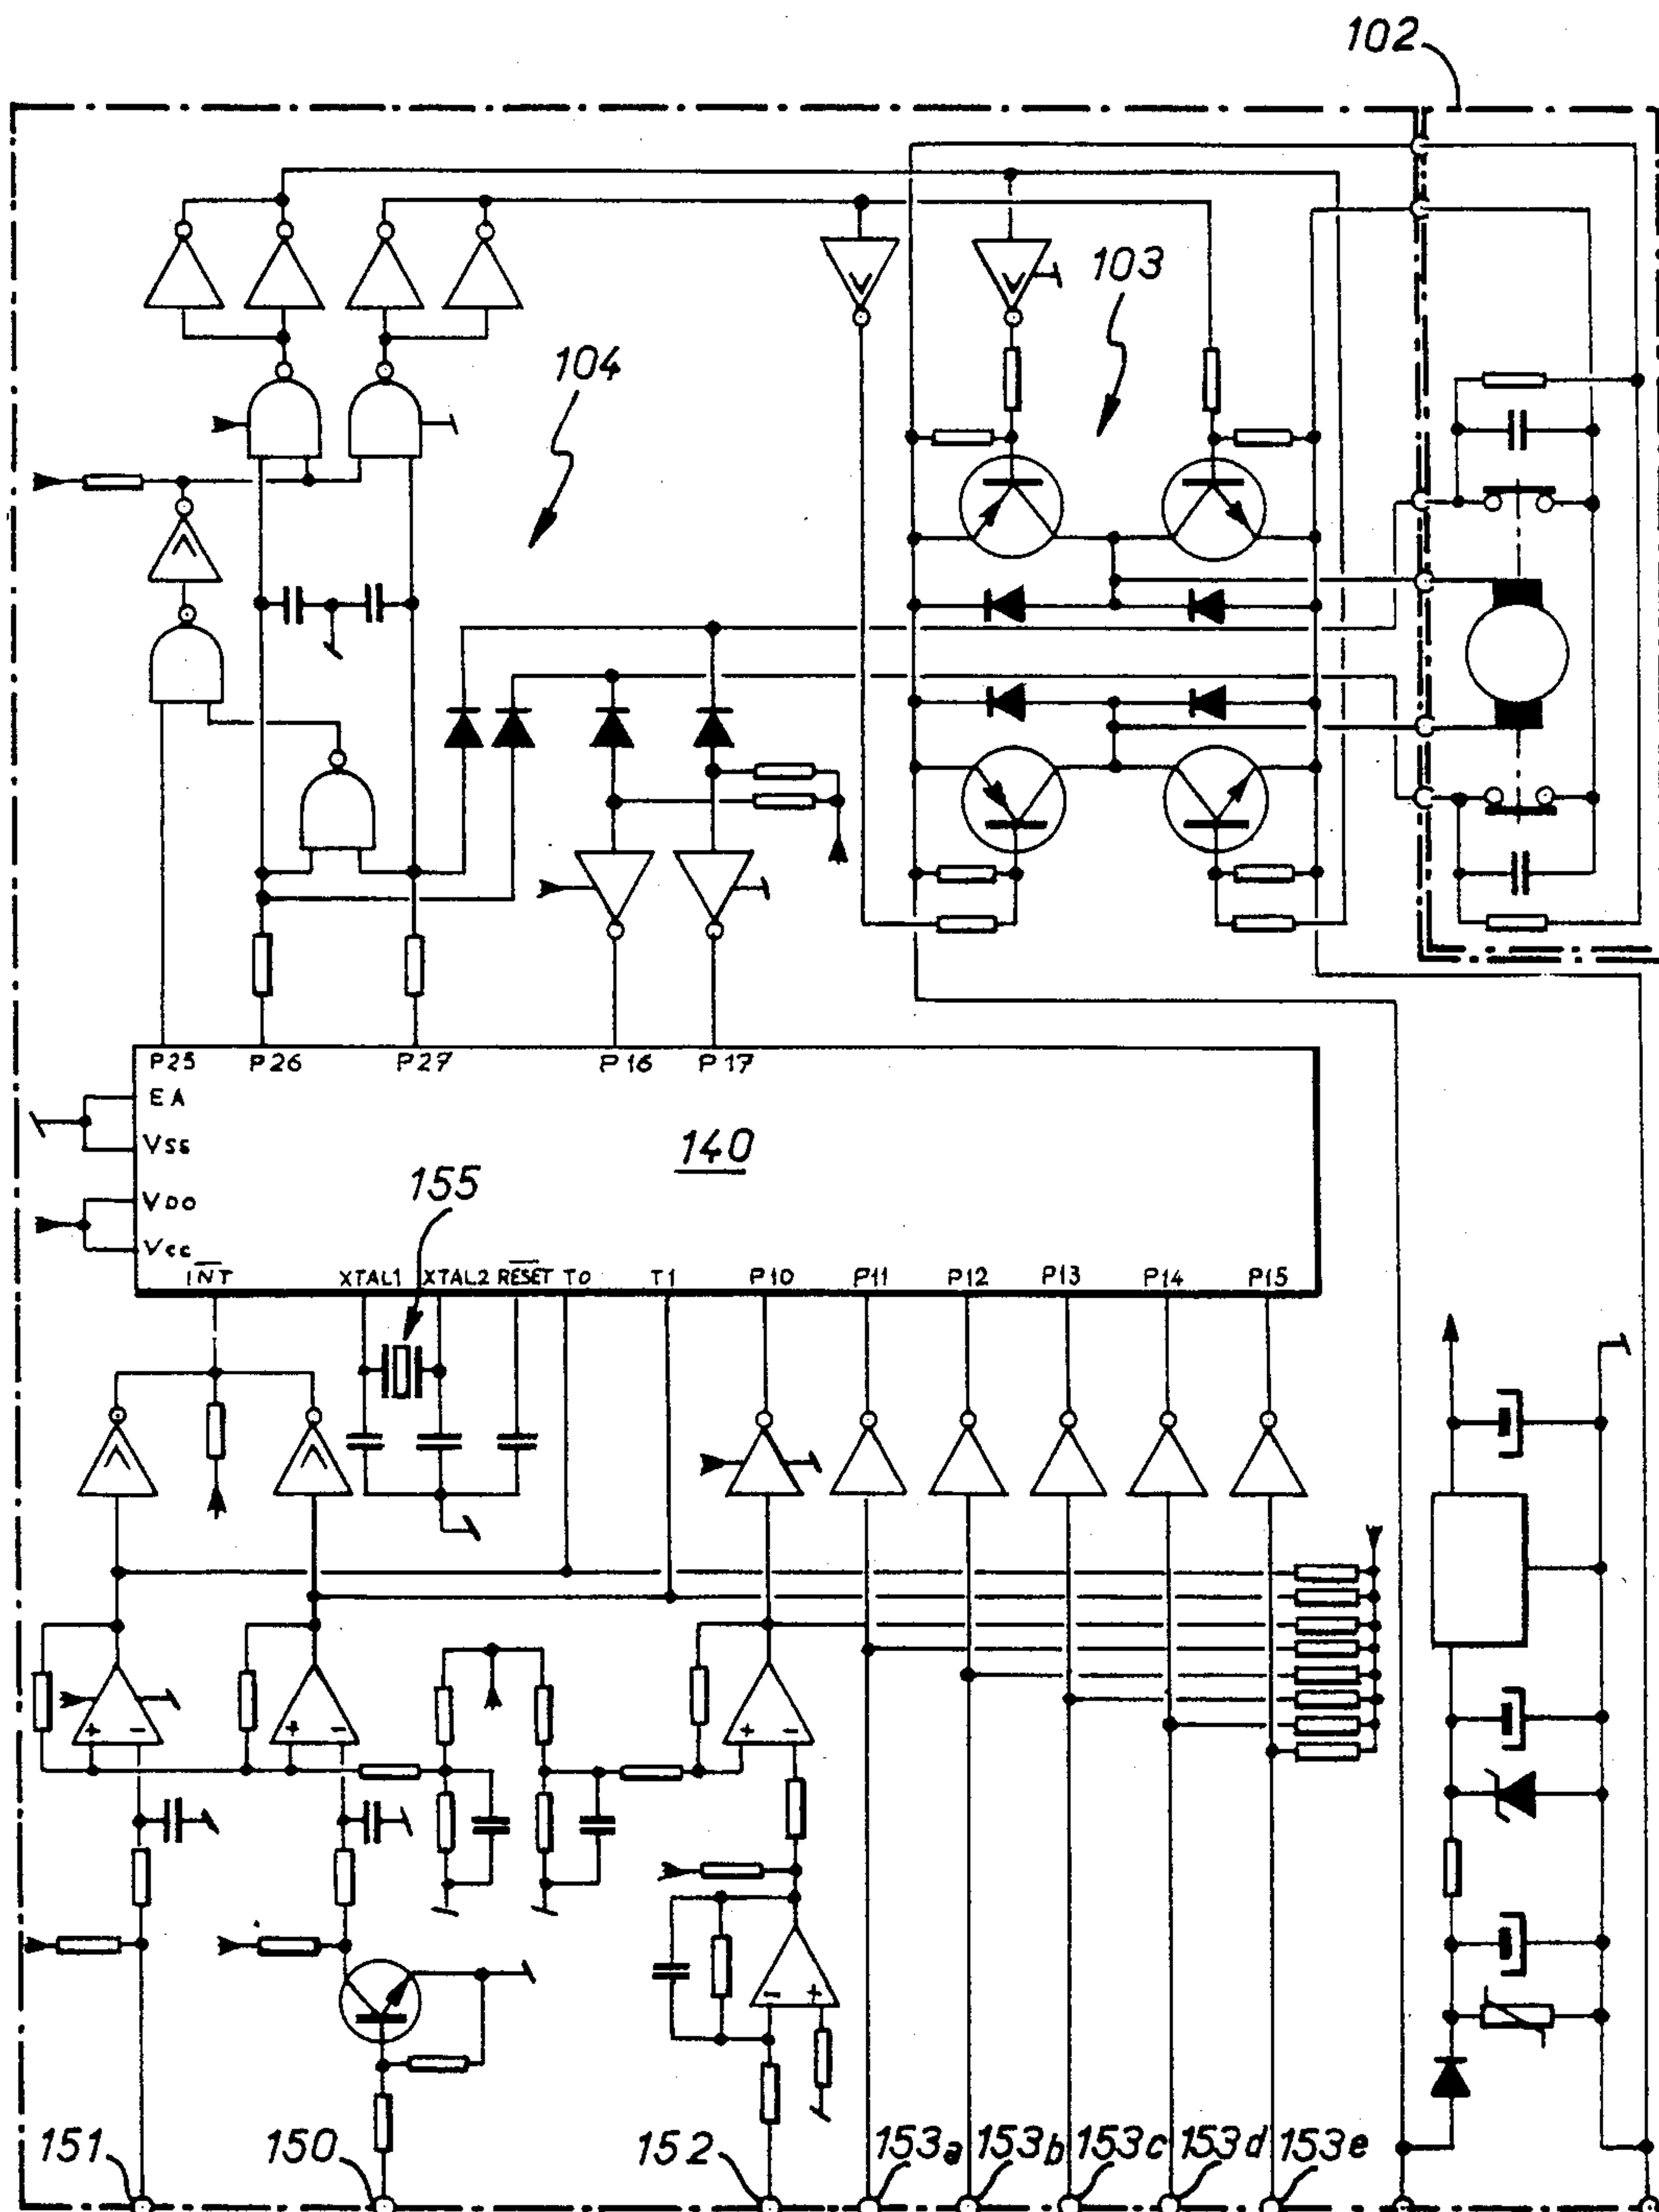 102
103
104
P25 P26 P27 P16 P17
EA
VSS
140
155
VDO
Vcc
INT XTAL1 XTAL2 RESET T0 T1 P10 P11 P12 P13 P14 P15
+ - + - + -
- +
151 150 152 153a 153b 153c 153d 153e